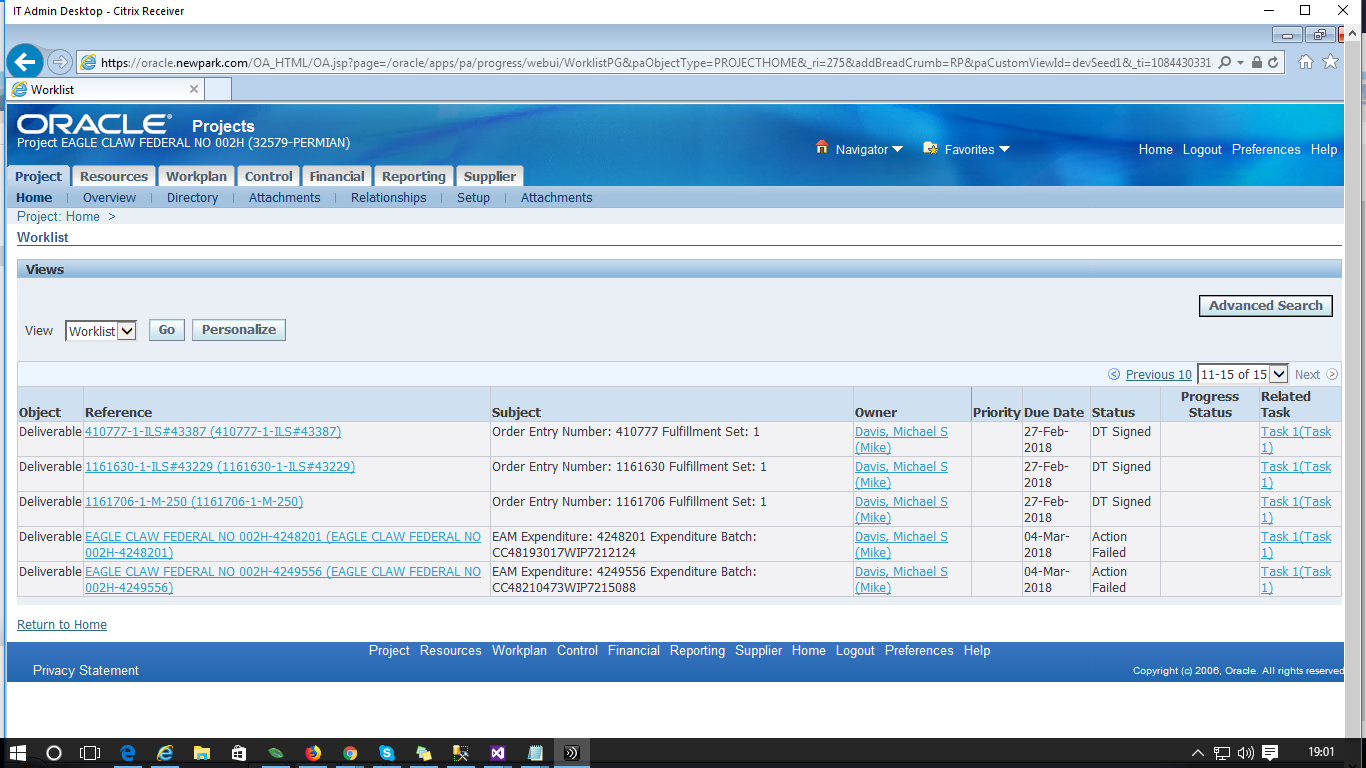 IT Admin Desktop - Citrix Receiver
https://oracle.newpark.com/OA_HTML/OA.jsp?page=/oracle/apps/pa/progress/webui/WorklistPG&paObjectType=PROJECTHOME&_ri=275&addBreadCrumb=RP&paCustomViewId=devSeed1&_ti=1084430331
Worklist
ORACLE® Projects
Project EAGLE CLAW FEDERAL NO 002H (32579-PERMIAN)
Navigator Favorites Home Logout Preferences Help
Project Resources Workplan Control Financial Reporting Supplier
Home | Overview | Directory | Attachments | Relationships | Setup | Attachments
Project: Home >
Worklist
Views
Advanced Search
View Worklist Go Personalize
Previous 10 11-15 of 15 Next
Object Reference Subject Owner Priority Due Date Status Progress Status Related Task
Deliverable 410777-1-ILS#43387 (410777-1-ILS#43387) Order Entry Number: 410777 Fulfillment Set: 1 Davis, Michael S (Mike) 27-Feb-2018 DT Signed Task 1(Task 1)
Deliverable 1161630-1-ILS#43229 (1161630-1-ILS#43229) Order Entry Number: 1161630 Fulfillment Set: 1 Davis, Michael S (Mike) 27-Feb-2018 DT Signed Task 1(Task 1)
Deliverable 1161706-1-M-250 (1161706-1-M-250) Order Entry Number: 1161706 Fulfillment Set: 1 Davis, Michael S (Mike) 27-Feb-2018 DT Signed Task 1(Task 1)
Deliverable EAGLE CLAW FEDERAL NO 002H-4248201 (EAGLE CLAW FEDERAL NO 002H-4248201) EAM Expenditure: 4248201 Expenditure Batch: CC48193017WIP7212124 Davis, Michael S (Mike) 04-Mar-2018 Action Failed Task 1(Task 1)
Deliverable EAGLE CLAW FEDERAL NO 002H-4249556 (EAGLE CLAW FEDERAL NO 002H-4249556) EAM Expenditure: 4249556 Expenditure Batch: CC48210473WIP7215088 Davis, Michael S (Mike) 04-Mar-2018 Action Failed Task 1(Task 1)
Return to Home
Project Resources Workplan Control Financial Reporting Supplier Home Logout Preferences Help
Privacy Statement Copyright (c) 2006, Oracle. All rights reserved
19:01